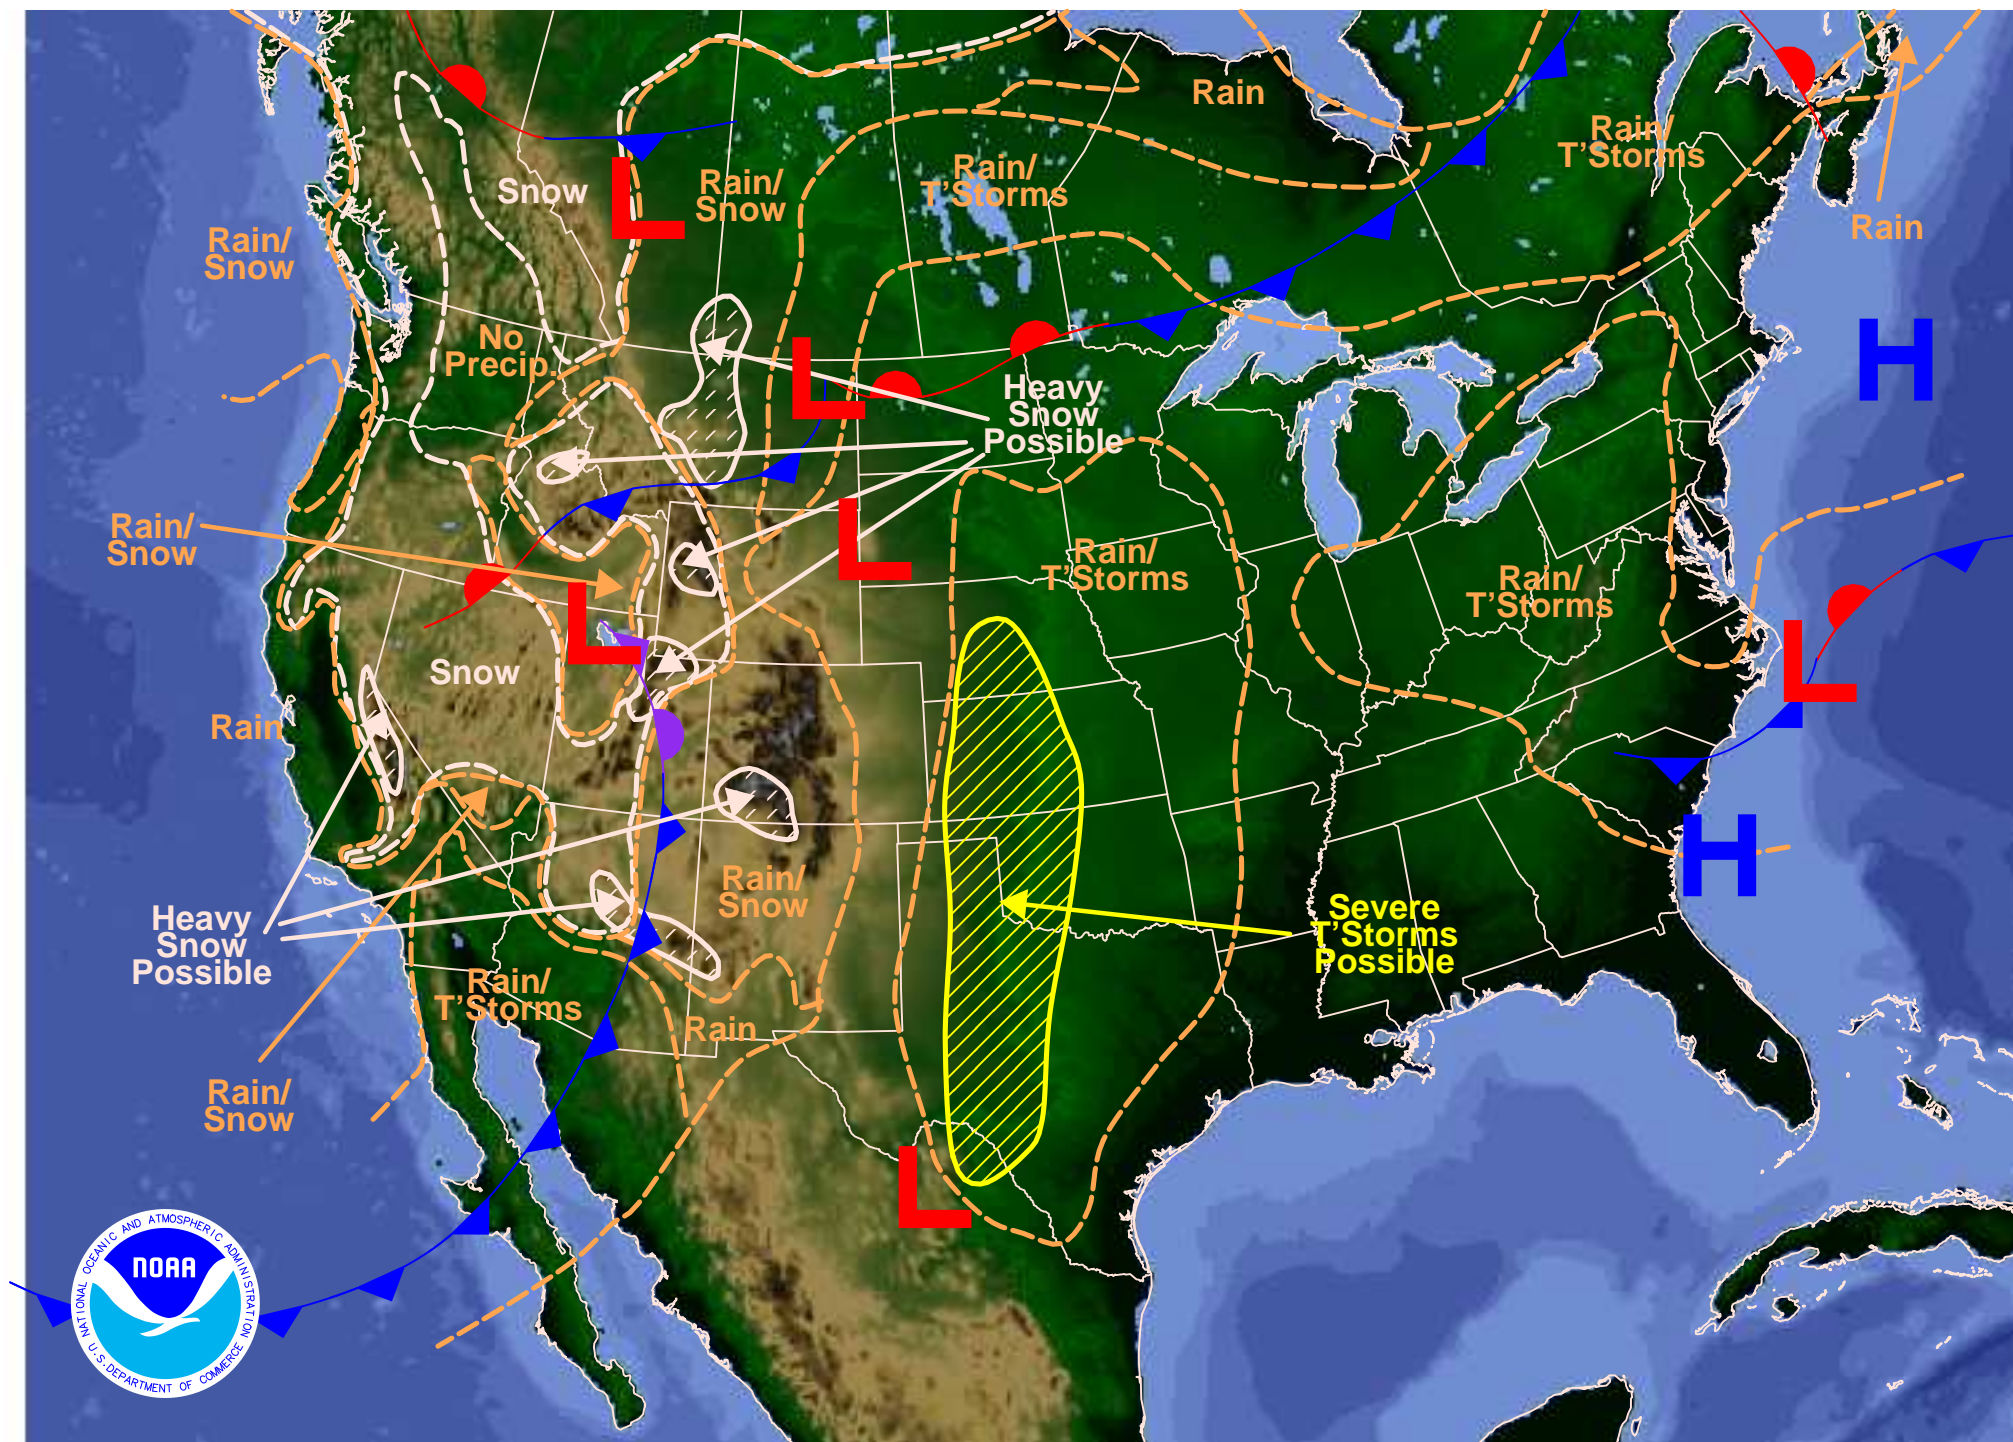 Rain
Rain/
T'Storms
Rain/
T'Storms
Snow
Rain/
Snow
Rain
Rain/
Snow
L
No
Precip.
L
H
Heavy
Snow
Possible
L
Rain/
Snow
Rain/
T'Storms
Rain/
T'Storms
L
L
Snow
Rain
H
Rain/
Snow
Severe
T'Storms
Possible
Heavy
Snow
Possible
Rain/
T'Storms
Rain
Rain/
Snow
L
NATIONAL OCEANIC AND ATMOSPHERIC ADMINISTRATION
NOAA
U.S. DEPARTMENT OF COMMERCE